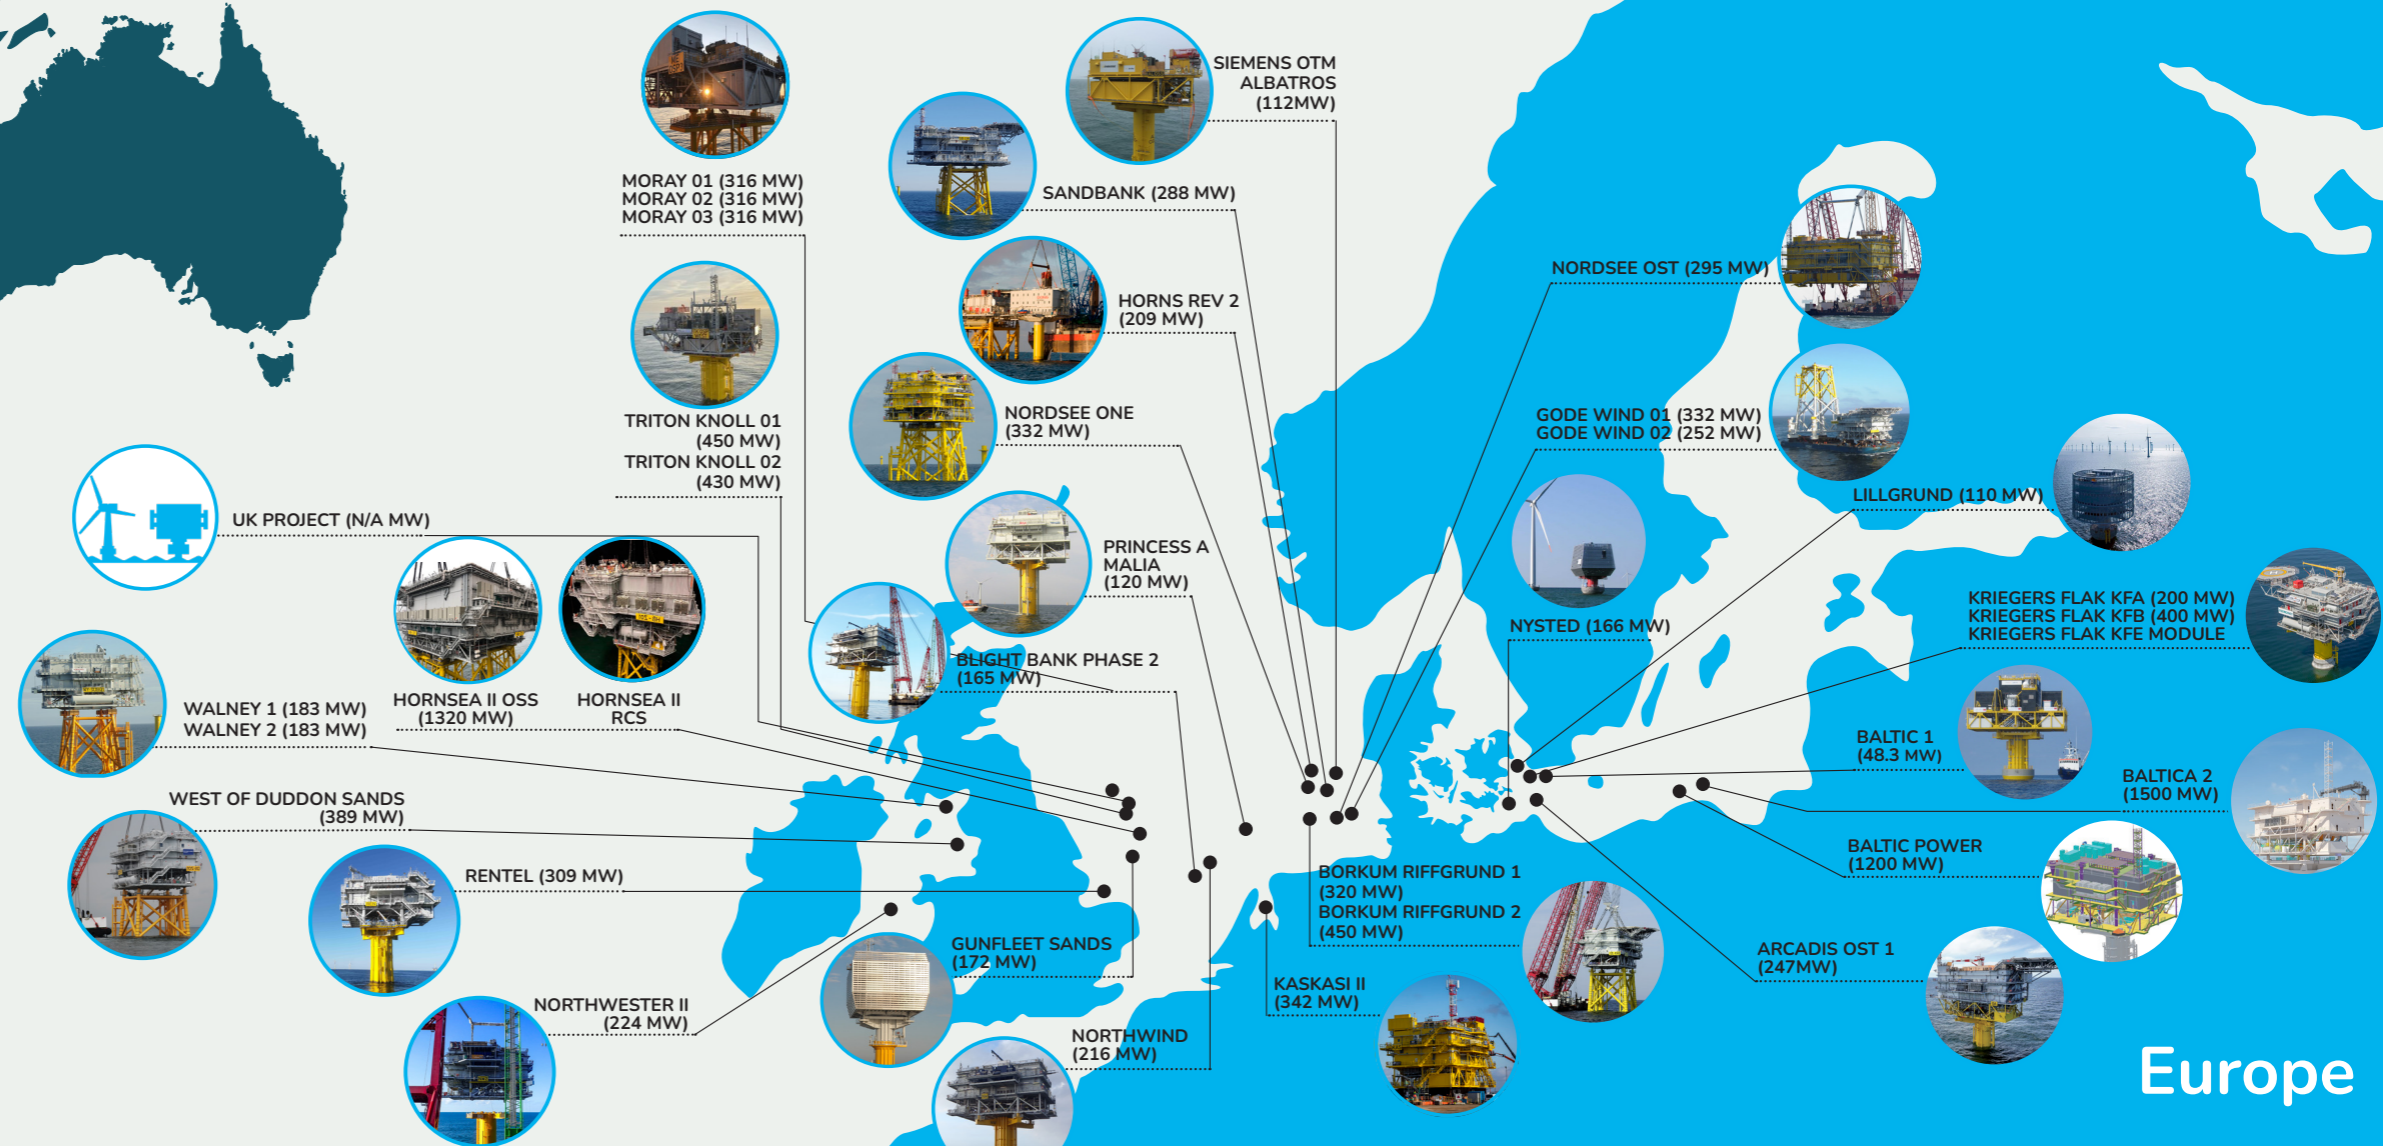 SIEMENS OTM
ALBATROS
(112MW)
MORAY 01 (316 MW)
MORAY 02 (316 MW)
MORAY 03 (316 MW)
SANDBANK (288 MW)
HORNS REV 2
(209 MW)
NORDSEE OST (295 MW)
TRITON KNOLL 01
(450 MW)
TRITON KNOLL 02
(430 MW)
NORDSEE ONE
(332 MW)
GODE WIND 01 (332 MW)
GODE WIND 02 (252 MW)
LILLGRUND (110 MW)
UK PROJECT (N/A MW)
PRINCESS A
MALIA
(120 MW)
KRIEGERS FLAK KFA (200 MW)
KRIEGERS FLAK KFB (400 MW)
KRIEGERS FLAK KFE MODULE
NYSTED (166 MW)
BLIGHT BANK PHASE 2
(165 MW)
HORNSEA II OSS
(1320 MW)
HORNSEA II
RCS
WALNEY 1 (183 MW)
WALNEY 2 (183 MW)
BALTIC 1
(48.3 MW)
BALTICA 2
(1500 MW)
WEST OF DUDDON SANDS
(389 MW)
BALTIC POWER
(1200 MW)
RENTEL (309 MW)
BORKUM RIFFGRUND 1
(320 MW)
BORKUM RIFFGRUND 2
(450 MW)
GUNFLEET SANDS
(172 MW)
ARCADIS OST 1
(247MW)
KASKASI II
(342 MW)
NORTHWESTER II
(224 MW)
NORTHWIND
(216 MW)
Europe